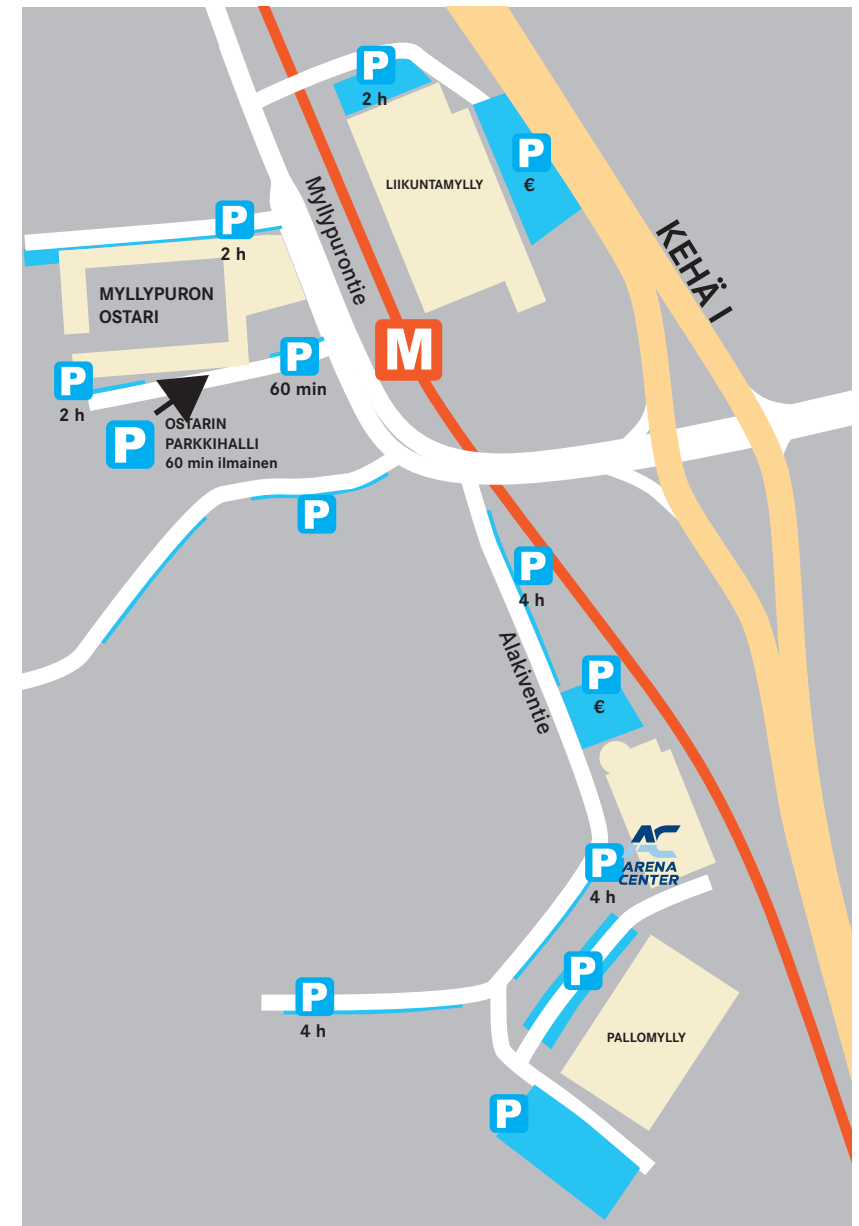 P
2 h
P
€
LIIKUNTAMYLLY
Myllypurontie
KEHÄ I
P
2 h
MYLLYPURON
OSTARI
M
P
60 min
P
2 h
P
OSTARIN
PARKKIHALLI
60 min ilmainen
P
P
4 h
Alakiventie
P
€
AC
ARENA
CENTER
P
4 h
P
P
4 h
PALLOMYLLY
P